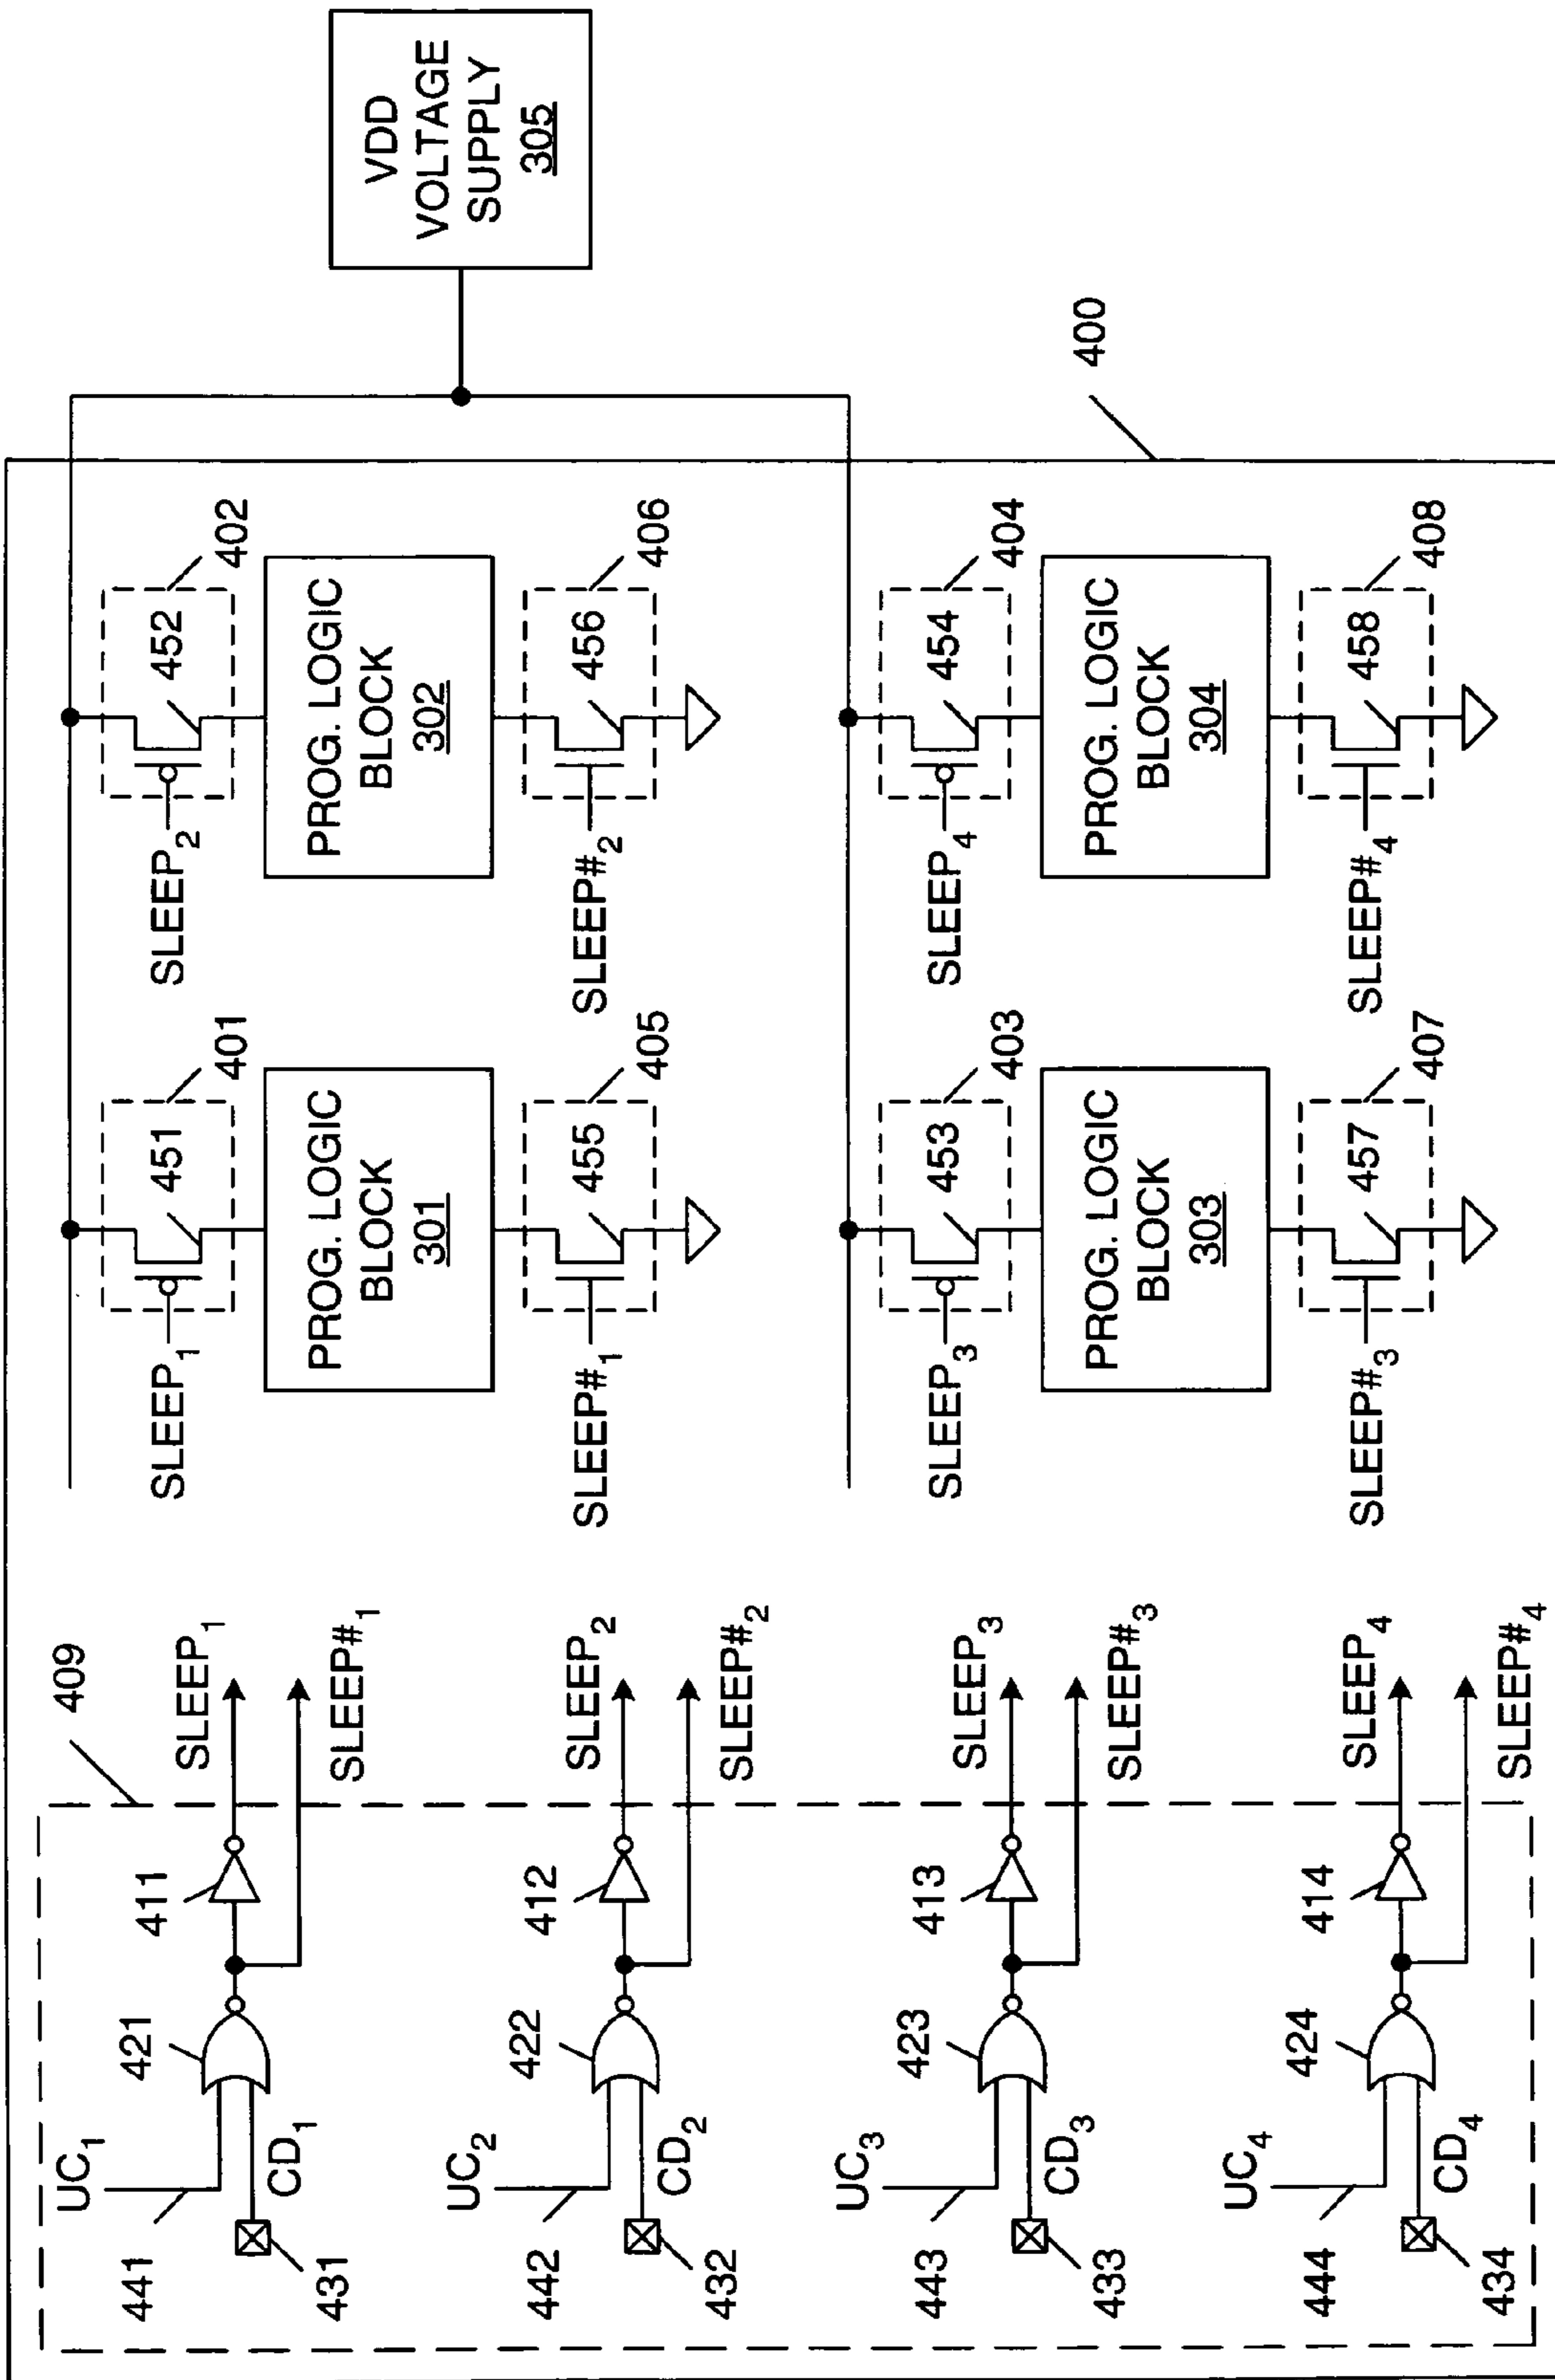 409
UC1
441
CD1
431
421
411
SLEEP1
SLEEP#1
UC2
442
CD2
432
422
412
SLEEP2
SLEEP#2
UC3
443
CD3
433
423
413
SLEEP3
SLEEP#3
UC4
444
CD4
434
424
414
SLEEP4
SLEEP#4
SLEEP1
451
401
PROG. LOGIC
BLOCK
301
SLEEP#1
455
405
SLEEP2
452
402
PROG. LOGIC
BLOCK
302
SLEEP#2
456
406
SLEEP3
453
403
PROG. LOGIC
BLOCK
303
SLEEP#3
457
407
SLEEP4
454
404
PROG. LOGIC
BLOCK
304
SLEEP#4
458
408
VDD
VOLTAGE
SUPPLY
305
400